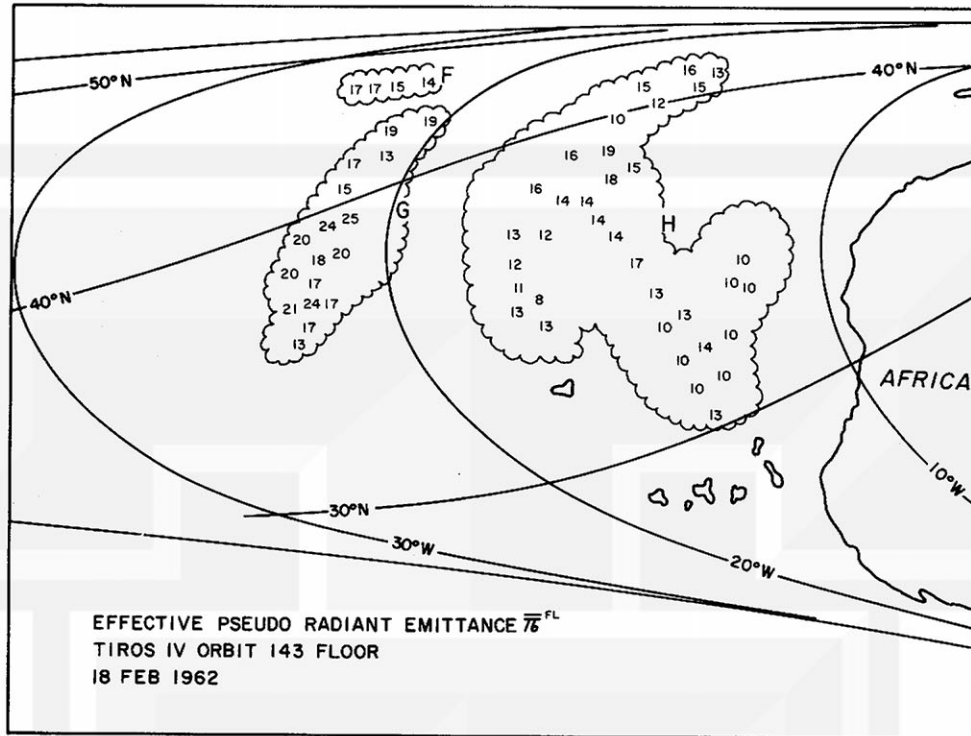 50°N
F
17 17 15 14
16 13
15 15
12
10
40°N
19 19
17 13
15
G
24 25
20
18 20
20
17
21 24 17
17
13
40°N
16 19
15
18
16
14 14
14
13 12
14
H
12
17
11
8
13
13
13
13
10
10
14
10
10 10
13
10
10 10
10
AFRICA
10°W
30°N
30°W
20°W
EFFECTIVE PSEUDO RADIANT EMITTANCE W̅ FL
TIROS IV ORBIT 143 FLOOR
18 FEB 1962